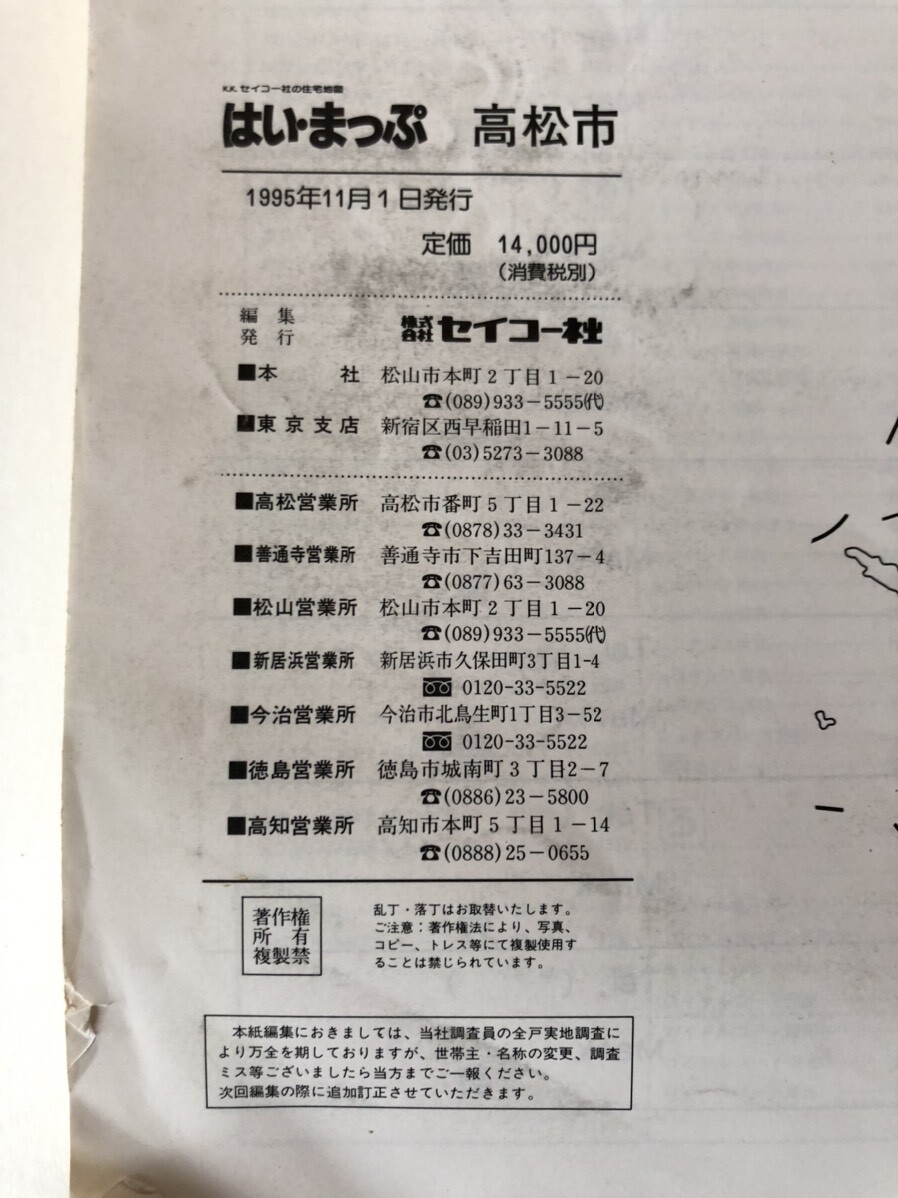 K.K.セイコー社の住宅地図
はい・まっぷ 高松市
1995年11月1日発行
定価 14,000円
(消費税別)
編集
発行
株式会社 セイコー社
■本 社 松山市本町2丁目1-20
☎(089)933-5555㈹
■東京支店 新宿区西早稲田1-11-5
☎(03)5273-3088
■高松営業所 高松市番町5丁目1-22
☎(0878)33-3431
■善通寺営業所 善通寺市下吉田町137-4
☎(0877)63-3088
■松山営業所 松山市本町2丁目1-20
☎(089)933-5555㈹
■新居浜営業所 新居浜市久保田町3丁目1-4
0120-33-5522
■今治営業所 今治市北鳥生町1丁目3-52
0120-33-5522
■徳島営業所 徳島市城南町3丁目2-7
☎(0886)23-5800
■高知営業所 高知市本町5丁目1-14
☎(0888)25-0655
著作権
所有
複製禁
乱丁・落丁はお取替いたします。
ご注意：著作権法により、写真、
コピー、トレス等にて複製使用す
ることは禁じられています。
本紙編集におきましては、当社調査員の全戸実地調査に
より万全を期しておりますが、世帯主・名称の変更、調査
ミス等ございましたら当方までご一報ください。
次回編集の際に追加訂正させていただきます。